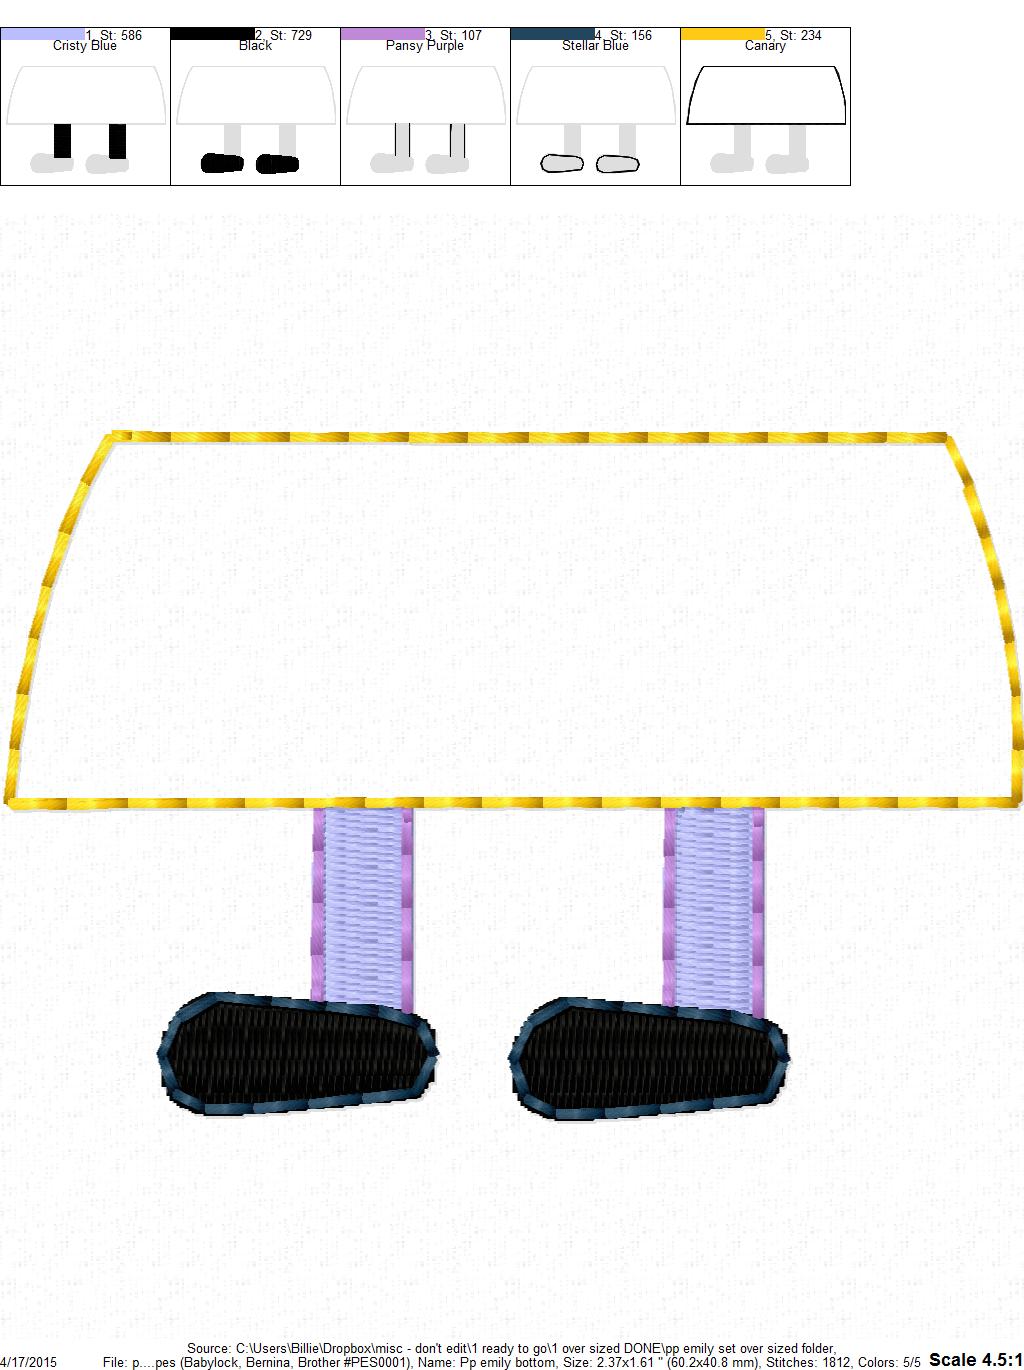 1, St: 586
Cristy Blue
2, St: 729
Black
3, St: 107
Pansy Purple
4, St: 156
Stellar Blue
5, St: 234
Canary
Source: C:\Users\Billie\Dropbox\misc - don't edit\1 ready to go\1 over sized DONE\pp emily set over sized folder,
4/17/2015 File: p....pes (Babylock, Bernina, Brother #PES0001), Name: Pp emily bottom, Size: 2.37x1.61 " (60.2x40.8 mm), Stitches: 1812, Colors: 5/5 Scale 4.5:1